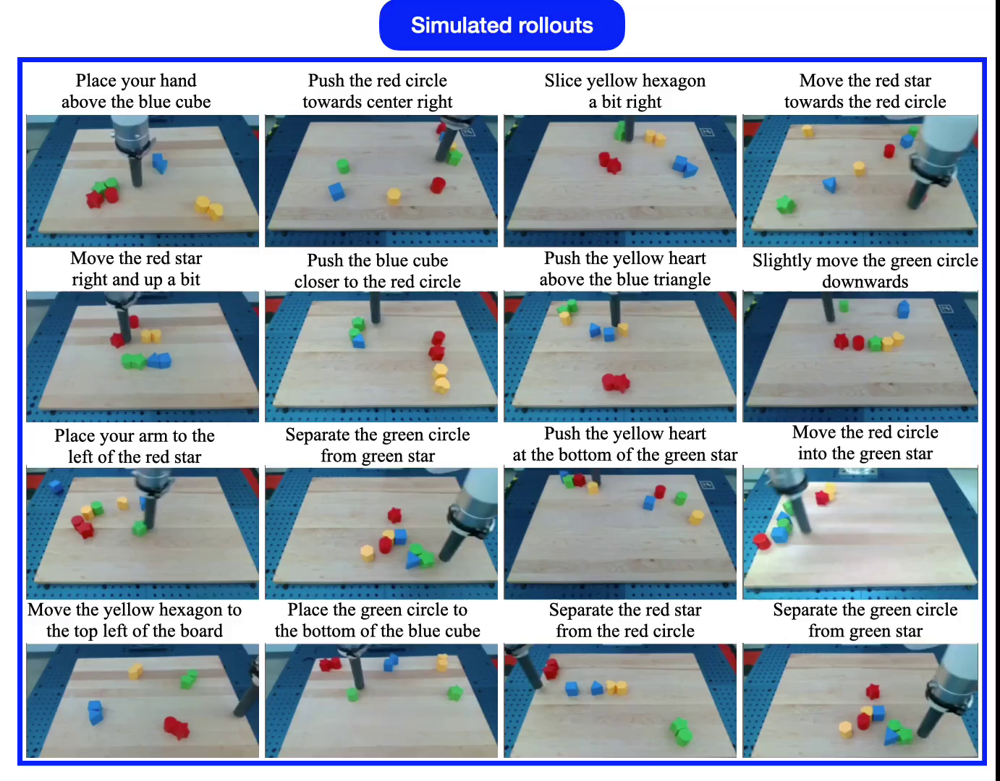 Simulated rollouts
Place your hand
above the blue cube
Push the red circle
towards center right
Slice yellow hexagon
a bit right
Move the red star
towards the red circle
Move the red star
right and up a bit
Push the blue cube
closer to the red circle
Push the yellow heart
above the blue triangle
Slightly move the green circle
downwards
Place your arm to the
left of the red star
Separate the green circle
from green star
Push the yellow heart
at the bottom of the green star
Move the red circle
into the green star
Move the yellow hexagon to
the top left of the board
Place the green circle to
the bottom of the blue cube
Separate the red star
from the red circle
Separate the green circle
from green star